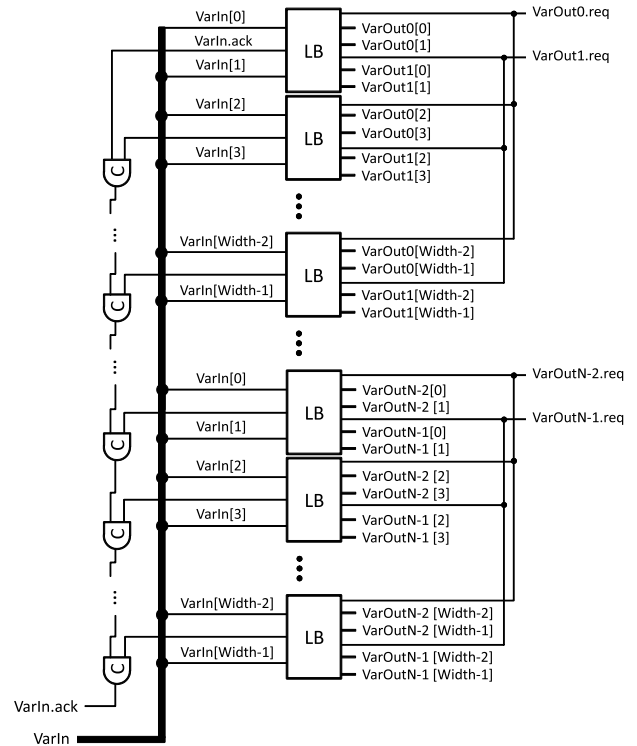 VarIn[0]
VarIn.ack
VarIn[1]
LB
VarOut0.req
VarOut0[0]
VarOut0[1]
VarOut1.req
VarOut1[0]
VarOut1[1]
VarIn[2]
VarIn[3]
LB
VarOut0[2]
VarOut0[3]
VarOut1[2]
VarOut1[3]
C
...
VarIn[Width-2]
VarIn[Width-1]
LB
VarOut0[Width-2]
VarOut0[Width-1]
VarOut1[Width-2]
VarOut1[Width-1]
C
...
VarIn[0]
VarIn[1]
LB
VarOutN-2.req
VarOutN-2[0]
VarOutN-2 [1]
VarOutN-1.req
VarOutN-1[0]
VarOutN-1 [1]
C
VarIn[2]
VarIn[3]
LB
VarOutN-2 [2]
VarOutN-2 [3]
VarOutN-1 [2]
VarOutN-1 [3]
C
...
VarIn[Width-2]
VarIn[Width-1]
LB
VarOutN-2 [Width-2]
VarOutN-2 [Width-1]
VarOutN-1 [Width-2]
VarOutN-1 [Width-1]
C
VarIn.ack
VarIn